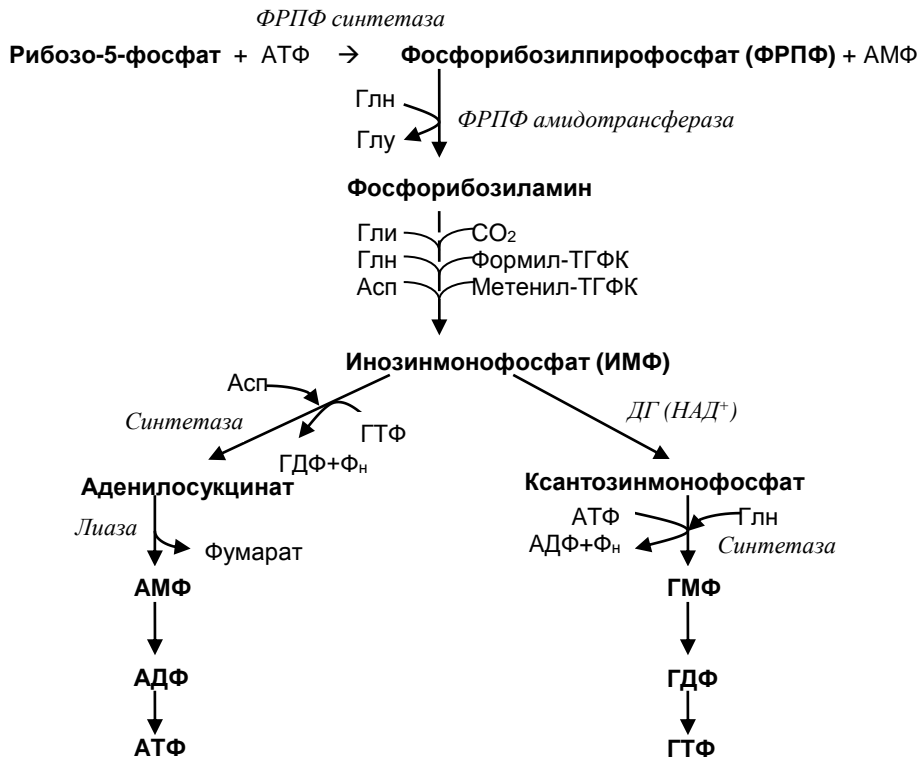 ФРПФ синтетаза
Рибозо-5-фосфат + АТФ → Фосфорибозилпирофосфат (ФРПФ) + АМФ
Глн
ФРПФ амидотрансфераза
Глу
Фосфорибозиламин
Гли CO₂
Глн Формил-ТГФК
Асп Метенил-ТГФК
Инозинмонофосфат (ИМФ)
Асп
ДГ (НАД⁺)
Синтетаза
ГТФ
ГДФ+Фн
Аденилосукцинат Ксантозинмонофосфат
АТФ Глн
Лиаза
АДФ+Фн Синтетаза
Фумарат
АМФ ГМФ
АДФ ГДФ
АТФ ГТФ